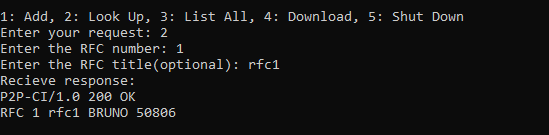 1: Add, 2: Look Up, 3: List All, 4: Download, 5: Shut Down
Enter your request: 2
Enter the RFC number: 1
Enter the RFC title(optional): rfc1
Recieve response:
P2P-CI/1.0 200 OK
RFC 1 rfc1 BRUNO 50806